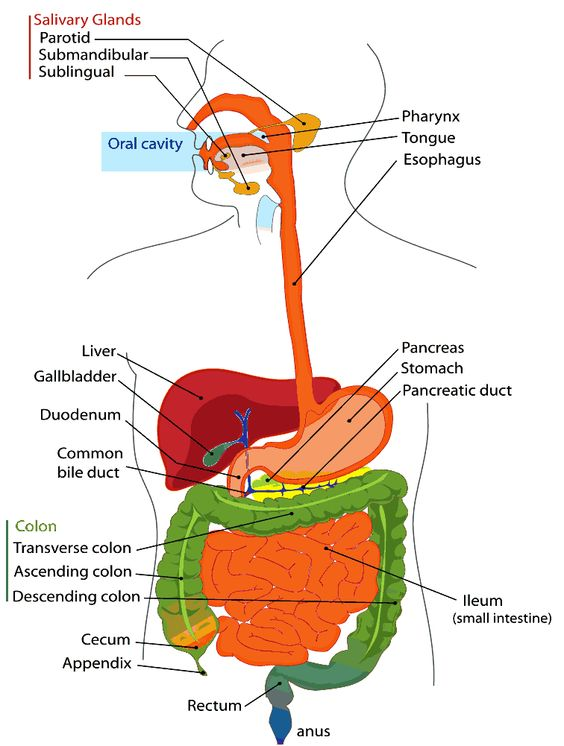 Salivary Glands
Parotid
Submandibular
Sublingual
Oral cavity
Pharynx
Tongue
Esophagus
Liver
Gallbladder
Duodenum
Common
bile duct
Pancreas
Stomach
Pancreatic duct
Colon
Transverse colon
Ascending colon
Descending colon
Cecum
Appendix
Ileum
(small intestine)
Rectum
anus